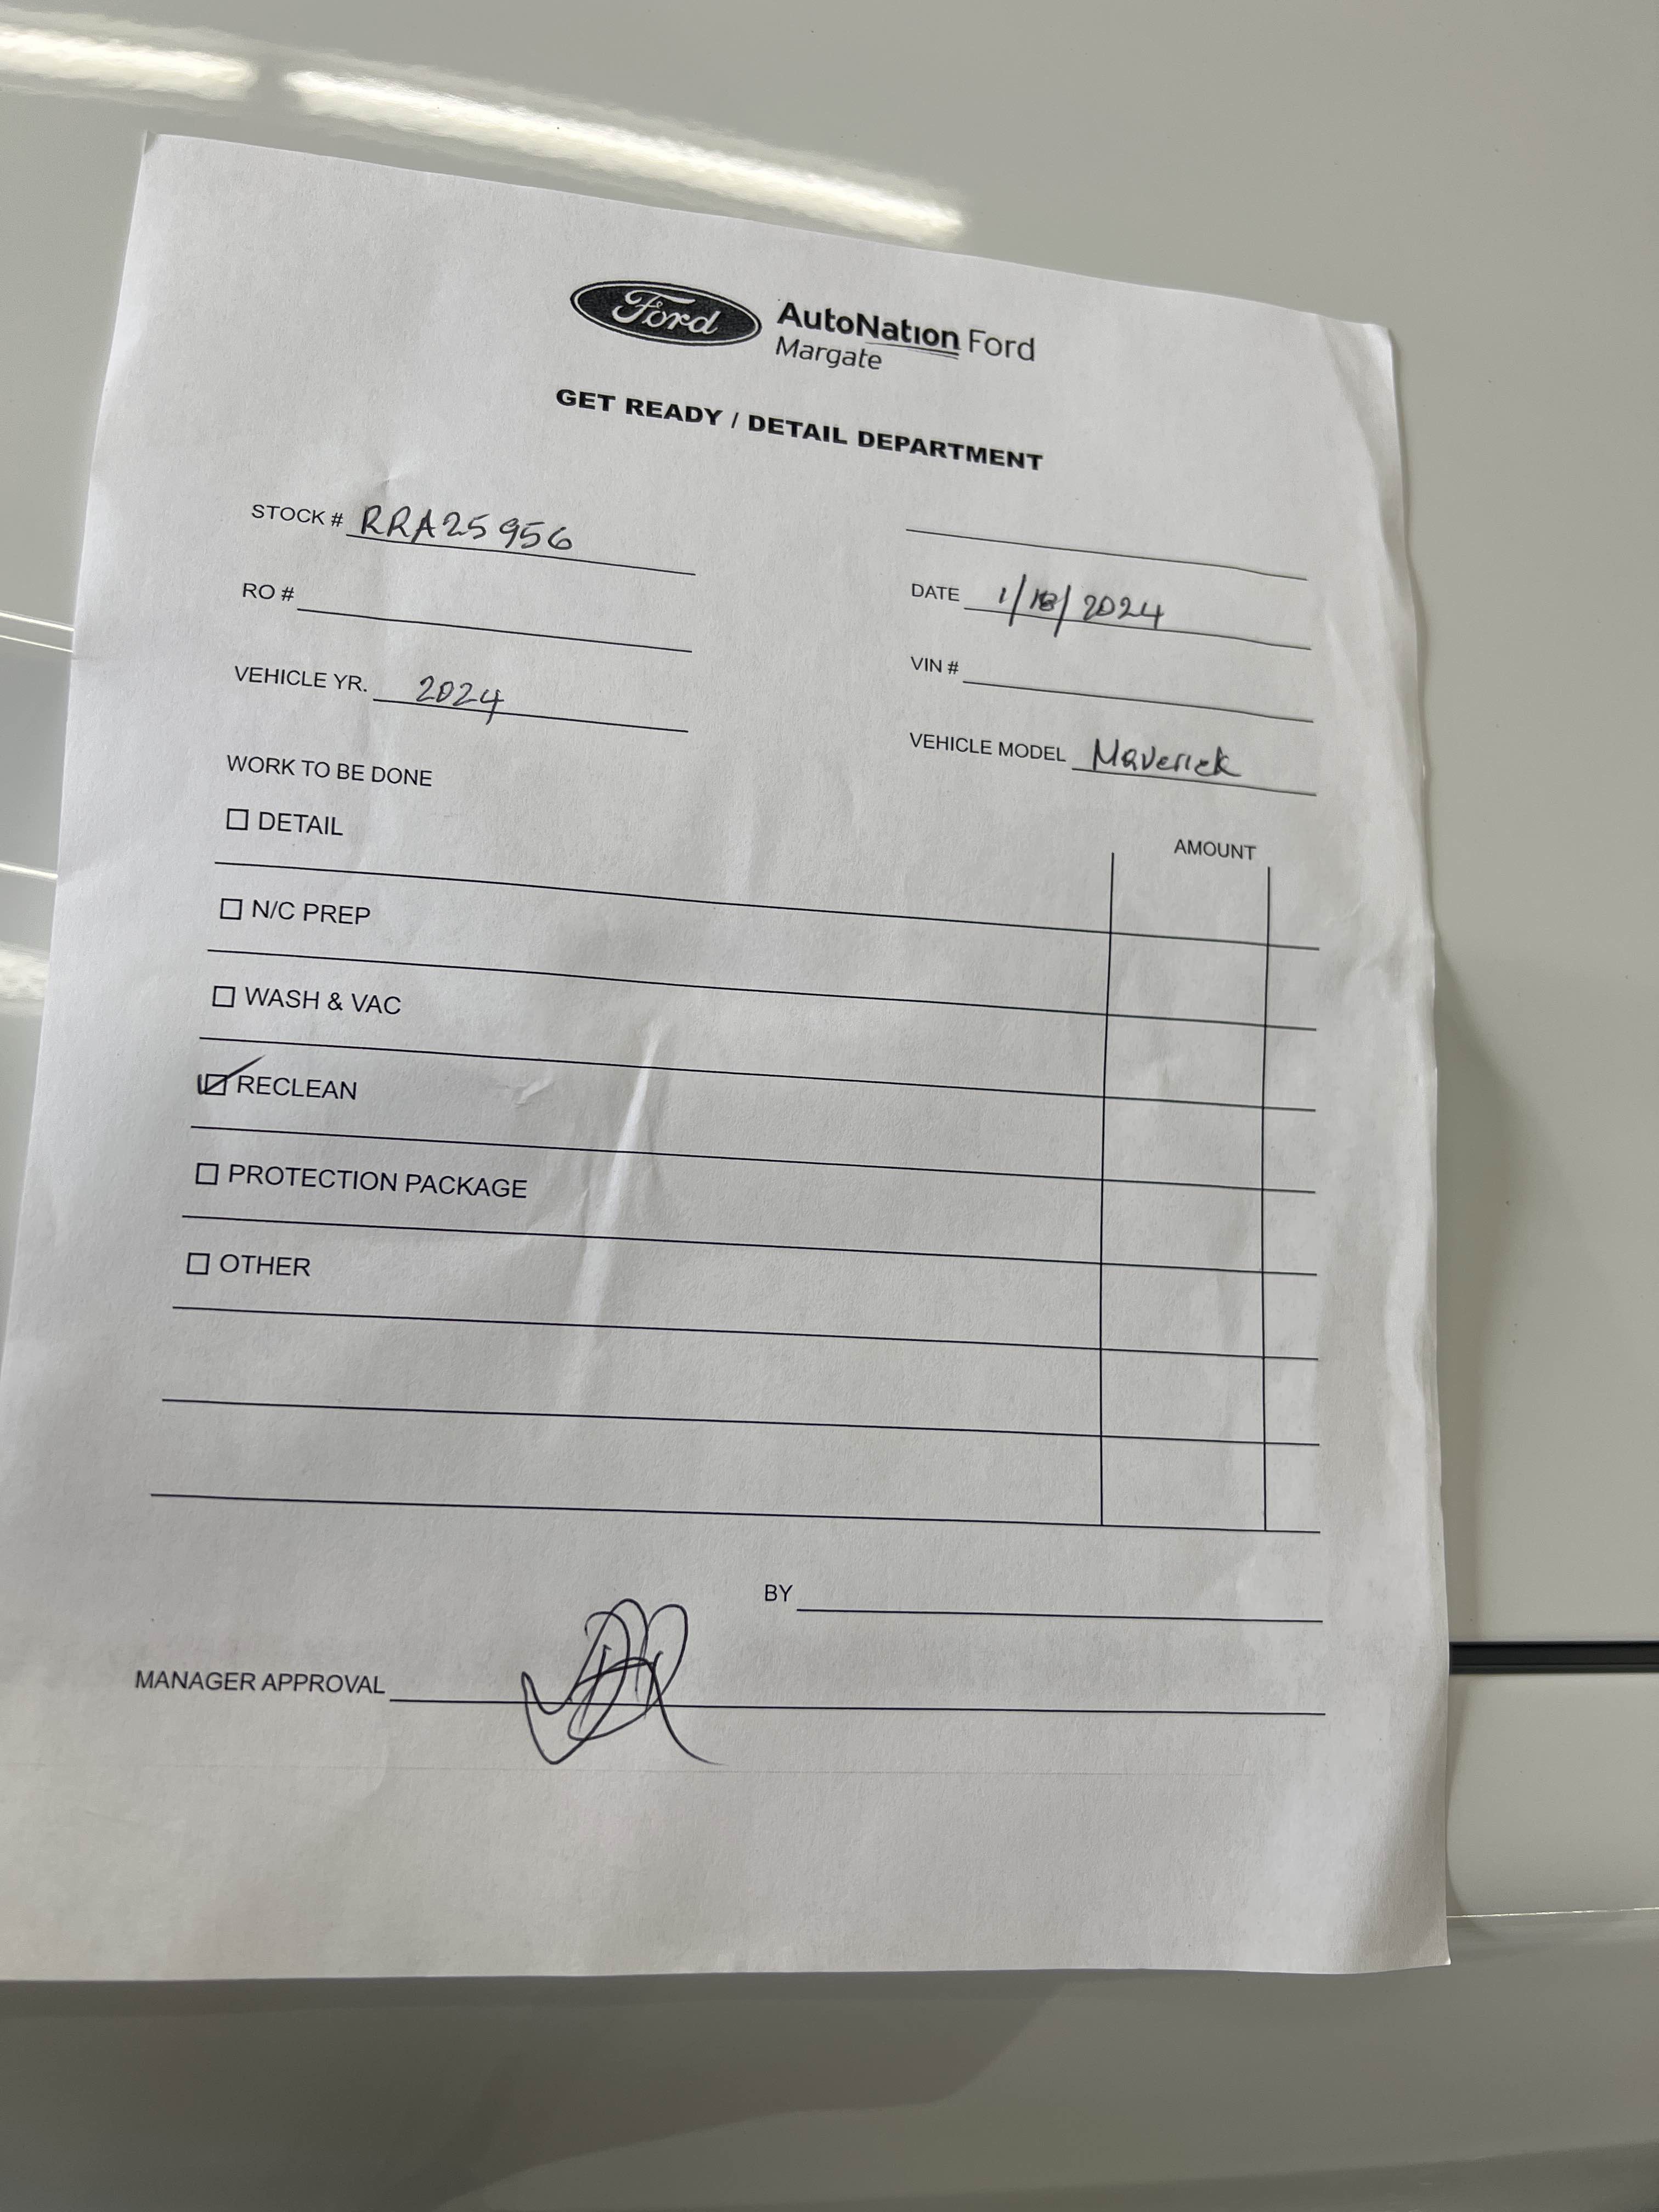 Ford AutoNation Ford
Margate
GET READY / DETAIL DEPARTMENT
STOCK # RRA25956
DATE 1/18/2024
RO #
VIN #
VEHICLE YR. 2024
VEHICLE MODEL Maverick
WORK TO BE DONE
AMOUNT
DETAIL
N/C PREP
WASH & VAC
RECLEAN
PROTECTION PACKAGE
OTHER
BY
MANAGER APPROVAL